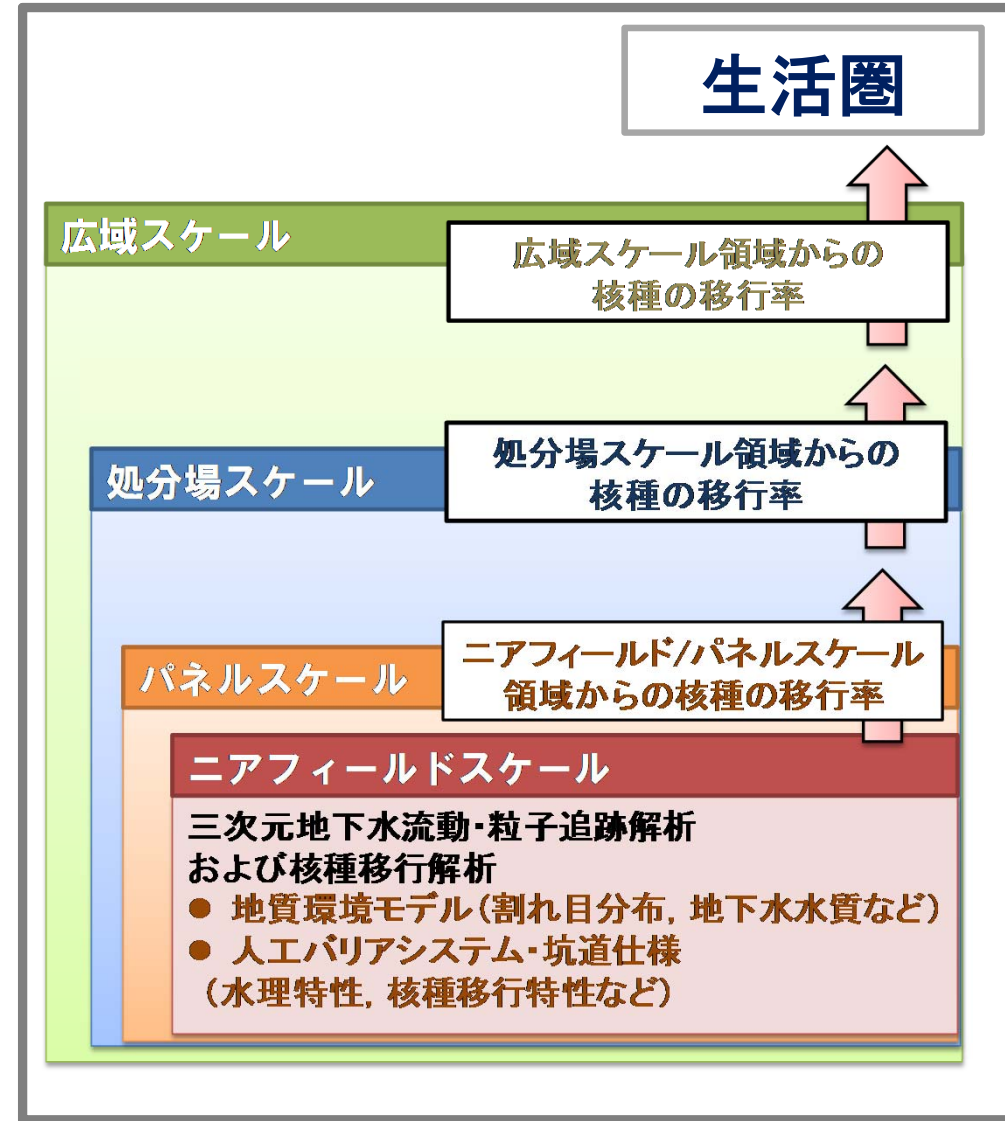 生活圏
広域スケール
広域スケール領域からの
核種の移行率
処分場スケール
処分場スケール領域からの
核種の移行率
パネルスケール
ニアフィールド/パネルスケール
領域からの核種の移行率
ニアフィールドスケール
三次元地下水流動・粒子追跡解析
および核種移行解析
● 地質環境モデル(割れ目分布, 地下水水質など)
● 人工バリアシステム・坑道仕様
(水理特性, 核種移行特性など)